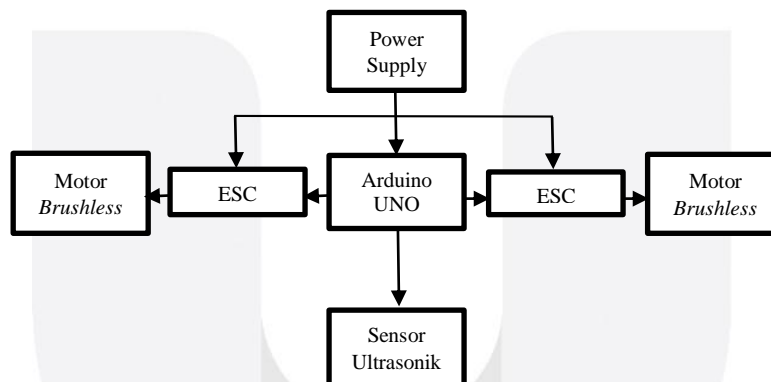 Power
Supply
Motor
Brushless
ESC
Arduino
UNO
ESC
Motor
Brushless
Sensor
Ultrasonik